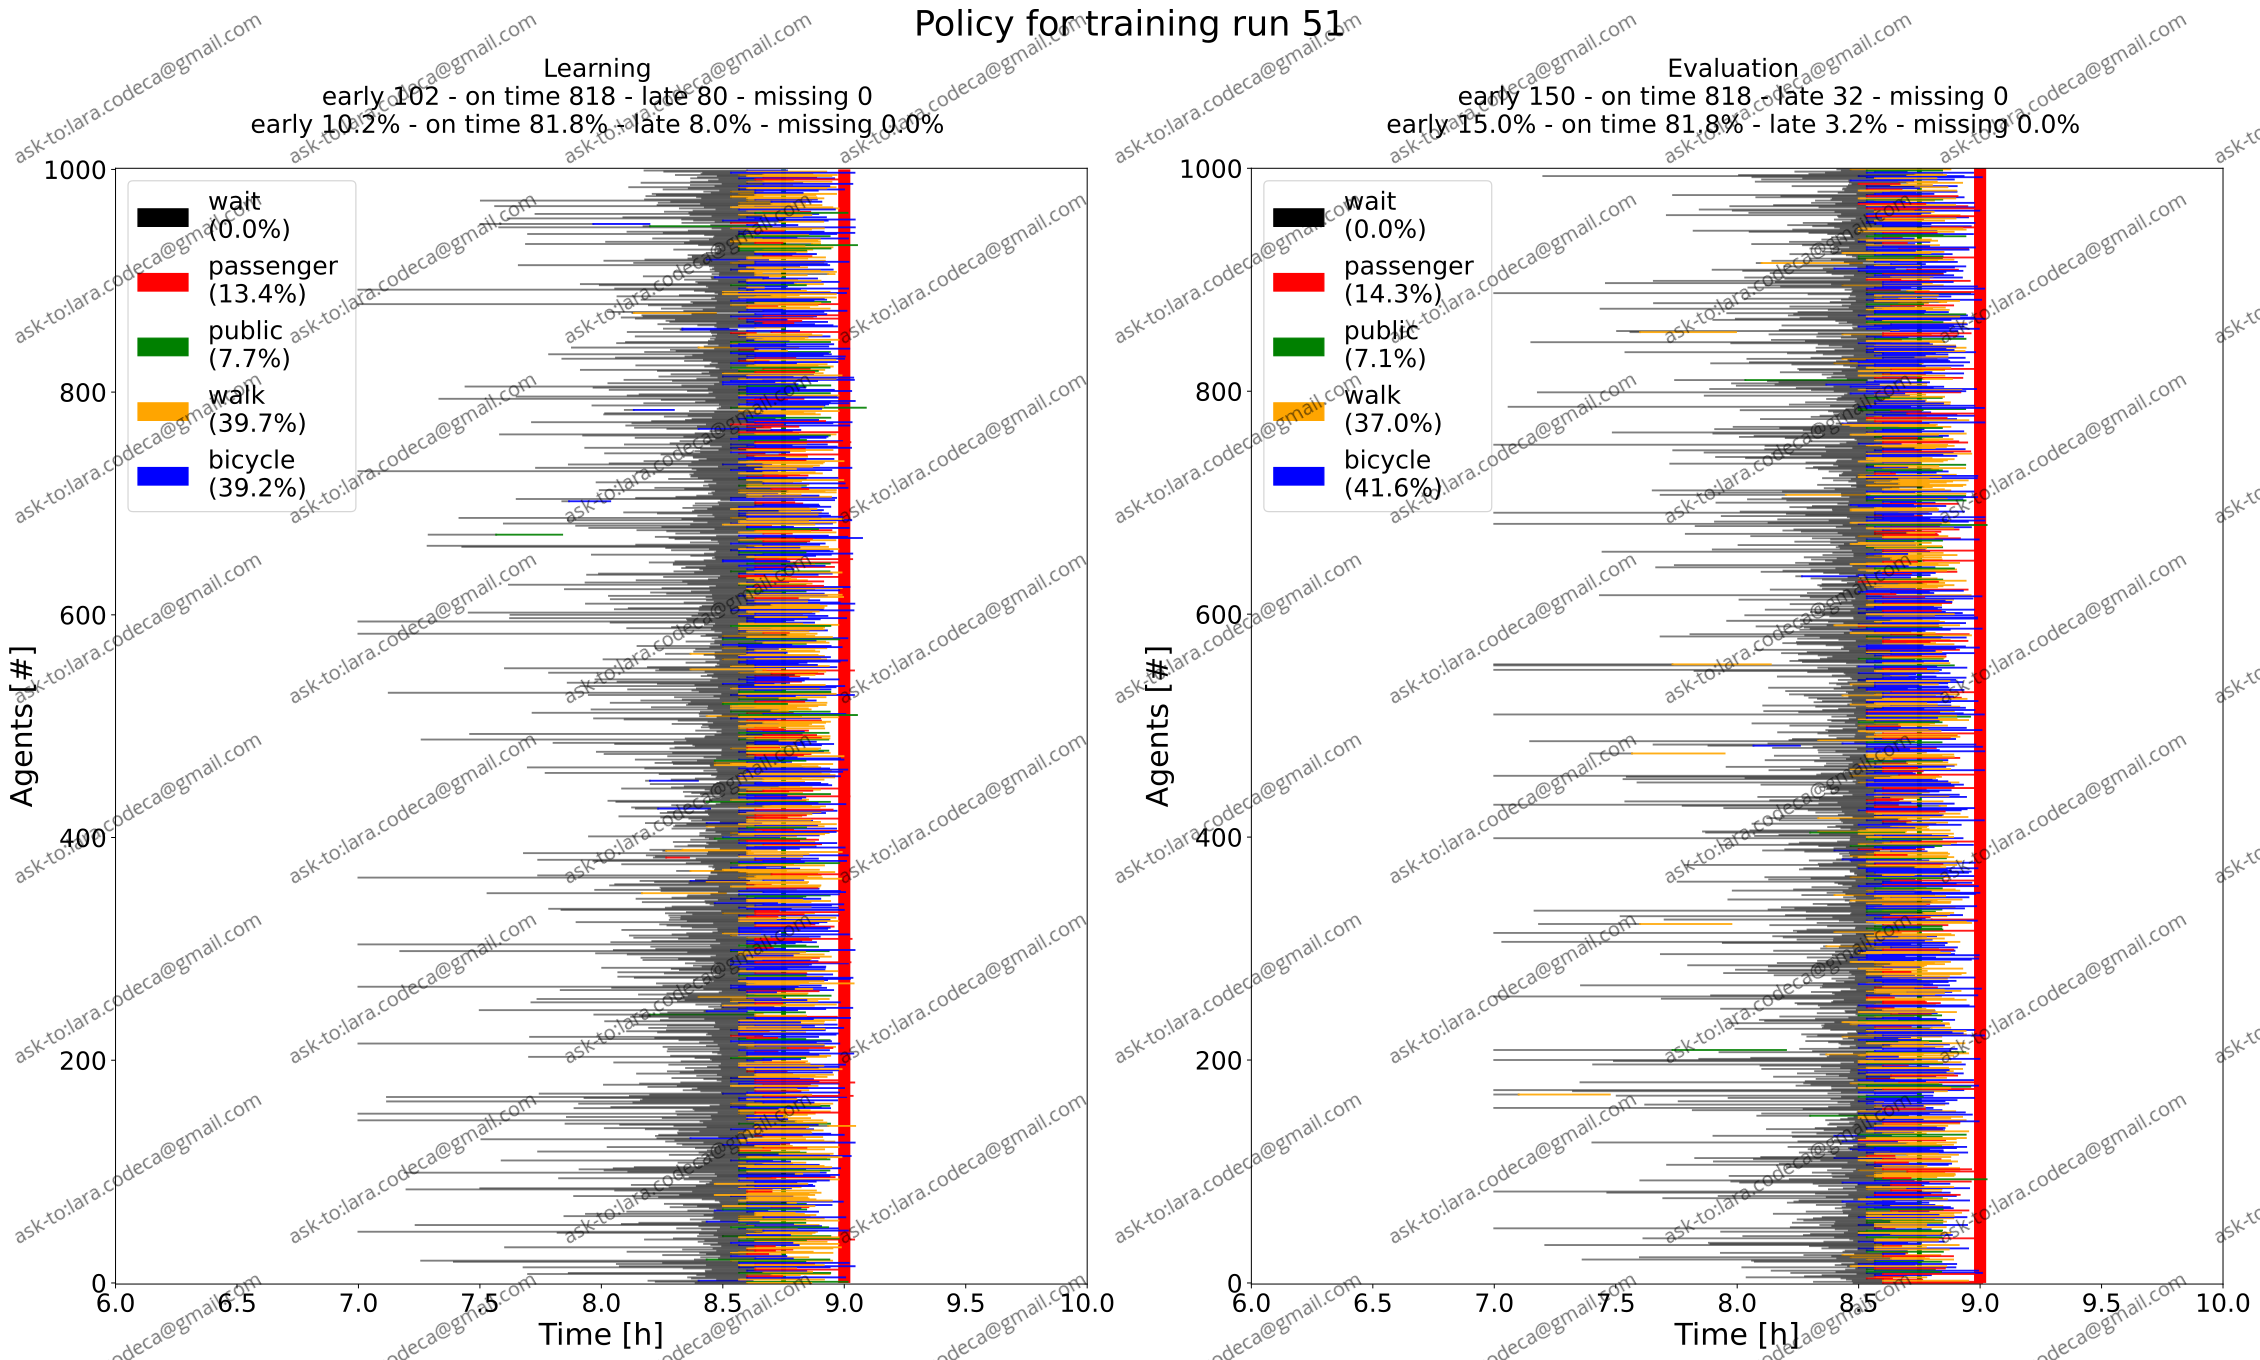 Policy for training run 51
Learning
early 102 - on time 818 - late 80 - missing 0
early 10.2% - on time 81.8% - late 8.0% - missing 0.0%
1000
800
600
400
200
0
Agents [#]
wait
(0.0%)
passenger
(13.4%)
public
(7.7%)
walk
(39.7%)
bicycle
(39.2%)
6.0 6.5 7.0 7.5 8.0 8.5 9.0 9.5 10.0
Time [h]
Evaluation
early 150 - on time 818 - late 32 - missing 0
early 15.0% - on time 81.8% - late 3.2% - missing 0.0%
1000
800
600
400
200
0
Agents [#]
wait
(0.0%)
passenger
(14.3%)
public
(7.1%)
walk
(37.0%)
bicycle
(41.6%)
6.0 6.5 7.0 7.5 8.0 8.5 9.0 9.5 10.0
Time [h]
ask-to:lara.codeca@gmail.com